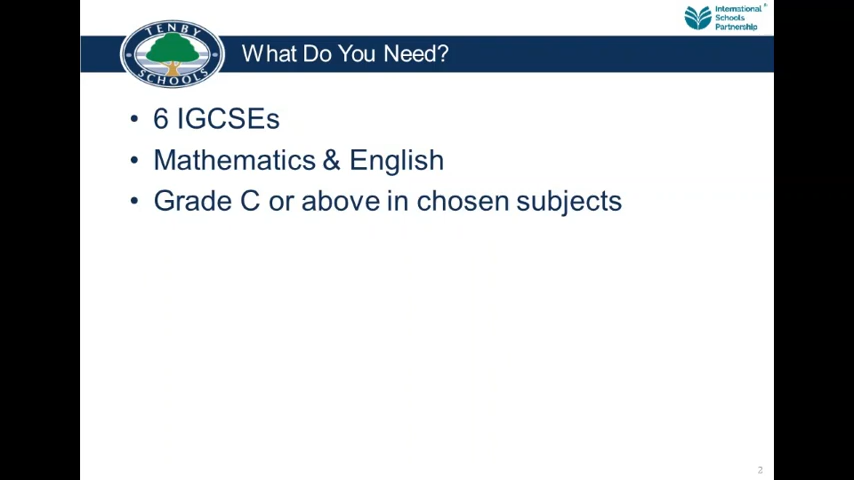 International
Schools
Partnership
TENBY
SCHOOLS
What Do You Need?
• 6 IGCSEs
• Mathematics & English
• Grade C or above in chosen subjects
2